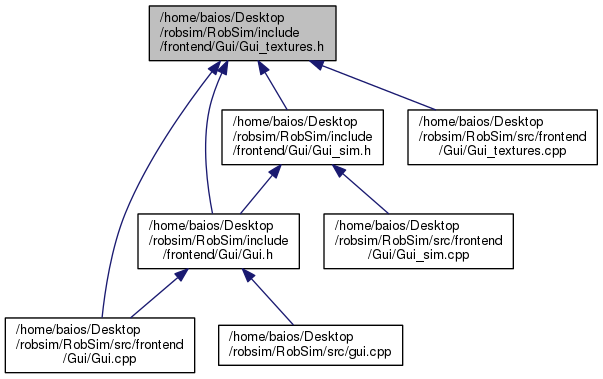 /home/baios/Desktop
/robsim/RobSim/include
/frontend/Gui/Gui_textures.h
/home/baios/Desktop
/robsim/RobSim/include
/frontend/Gui/Gui_sim.h
/home/baios/Desktop
/robsim/RobSim/src/frontend
/Gui/Gui_textures.cpp
/home/baios/Desktop
/robsim/RobSim/include
/frontend/Gui/Gui.h
/home/baios/Desktop
/robsim/RobSim/src/frontend
/Gui/Gui_sim.cpp
/home/baios/Desktop
/robsim/RobSim/src/frontend
/Gui/Gui.cpp
/home/baios/Desktop
/robsim/RobSim/src/gui.cpp